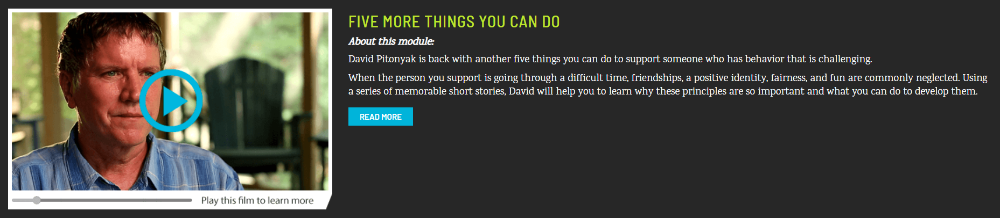 FIVE MORE THINGS YOU CAN DO
About this module:
David Pitonyak is back with another five things you can do to support someone who has behavior that is challenging.
When the person you support is going through a difficult time, friendships, a positive identity, fairness, and fun are commonly neglected. Using
a series of memorable short stories, David will help you to learn why these principles are so important and what you can do to develop them.
READ MORE
Play this film to learn more